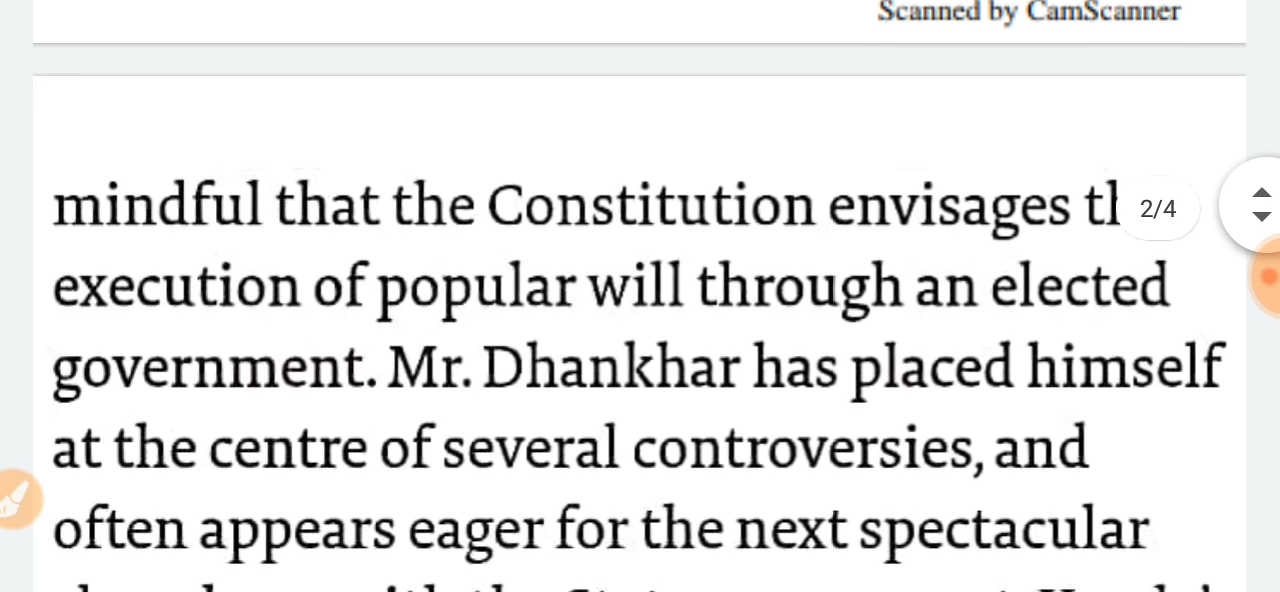 Scanned by CamScanner
mindful that the Constitution envisages
2/4
execution of popular will through an elected
government. Mr. Dhankhar has placed himself
at the centre of several controversies, and
often appears eager for the next spectacular